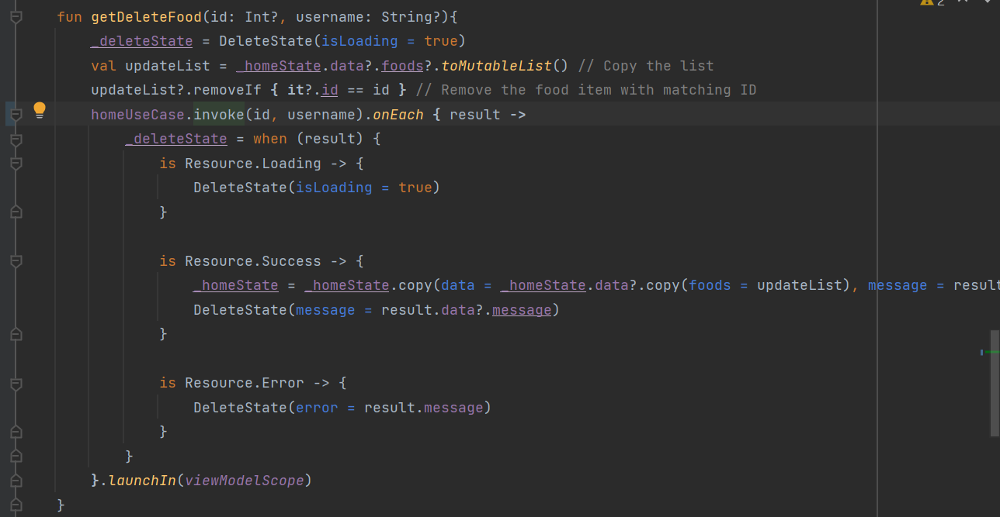 2
fun getDeleteFood(id: Int?, username: String?){
_deleteState = DeleteState(isLoading = true)
val updateList = _homeState.data?.foods?.toMutableList() // Copy the list
updateList?.removeIf { it?.id == id } // Remove the food item with matching ID
homeUseCase.invoke(id, username).onEach { result ->
_deleteState = when (result) {
is Resource.Loading -> {
DeleteState(isLoading = true)
}
is Resource.Success -> {
_homeState = _homeState.copy(data = _homeState.data?.copy(foods = updateList), message = result
DeleteState(message = result.data?.message)
}
is Resource.Error -> {
DeleteState(error = result.message)
}
}
}.launchIn(viewModelScope)
}